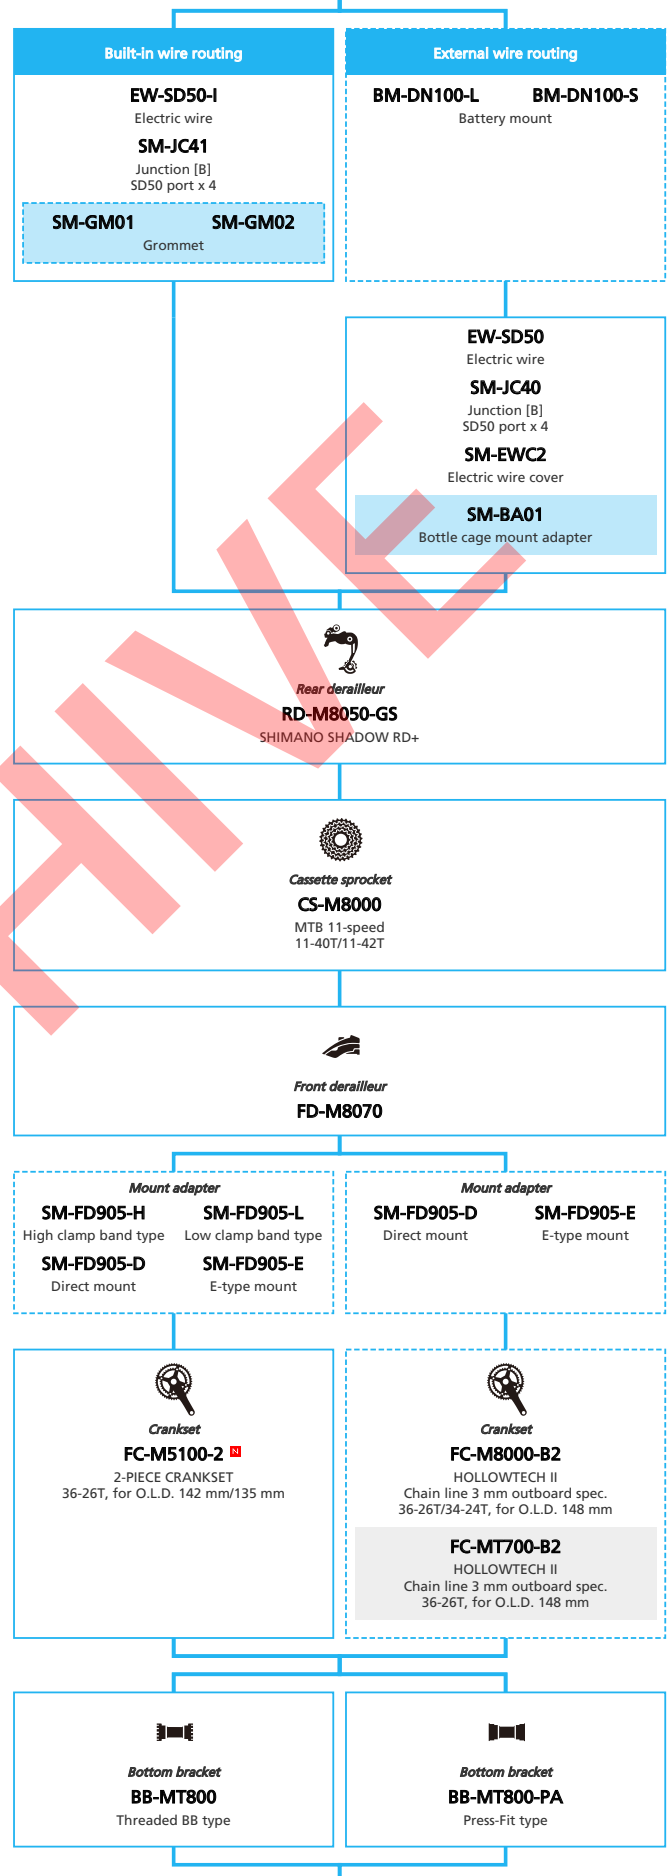 Built-in wire routing
EW-SD50-I
Electric wire
SM-JC41
Junction [B]
SD50 port x 4
SM-GM01 SM-GM02
Grommet
External wire routing
BM-DN100-L BM-DN100-S
Battery mount
EW-SD50
Electric wire
SM-JC40
Junction [B]
SD50 port x 4
SM-EWC2
Electric wire cover
SM-BA01
Bottle cage mount adapter
Rear derailleur
RD-M8050-GS
SHIMANO SHADOW RD+
Cassette sprocket
CS-M8000
MTB 11-speed
11-40T/11-42T
Front derailleur
FD-M8070
Mount adapter
SM-FD905-H SM-FD905-L
High clamp band type Low clamp band type
SM-FD905-D SM-FD905-E
Direct mount E-type mount
Mount adapter
SM-FD905-D SM-FD905-E
Direct mount E-type mount
Crankset
FC-M5100-2 N
2-PIECE CRANKSET
36-26T, for O.L.D. 142 mm/135 mm
Crankset
FC-M8000-B2
HOLLOWTECH II
Chain line 3 mm outboard spec.
36-26T/34-24T, for O.L.D. 148 mm
FC-MT700-B2
HOLLOWTECH II
Chain line 3 mm outboard spec.
36-26T, for O.L.D. 148 mm
Bottom bracket
BB-MT800
Threaded BB type
Bottom bracket
BB-MT800-PA
Press-Fit type
HIVE